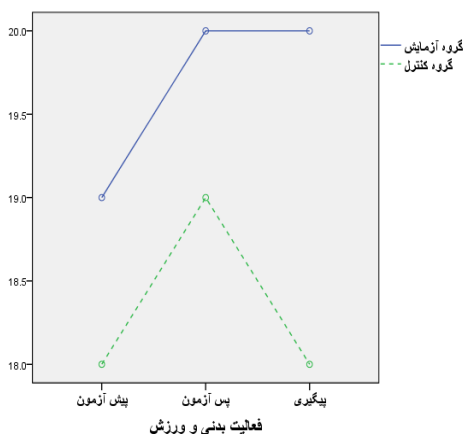 20.0
19.5
19.0
18.5
18.0
گروه آزمایش
گروه کنترل
پیش آزمون
پس آزمون
پیگیری
فعالیت بدنی و ورزش